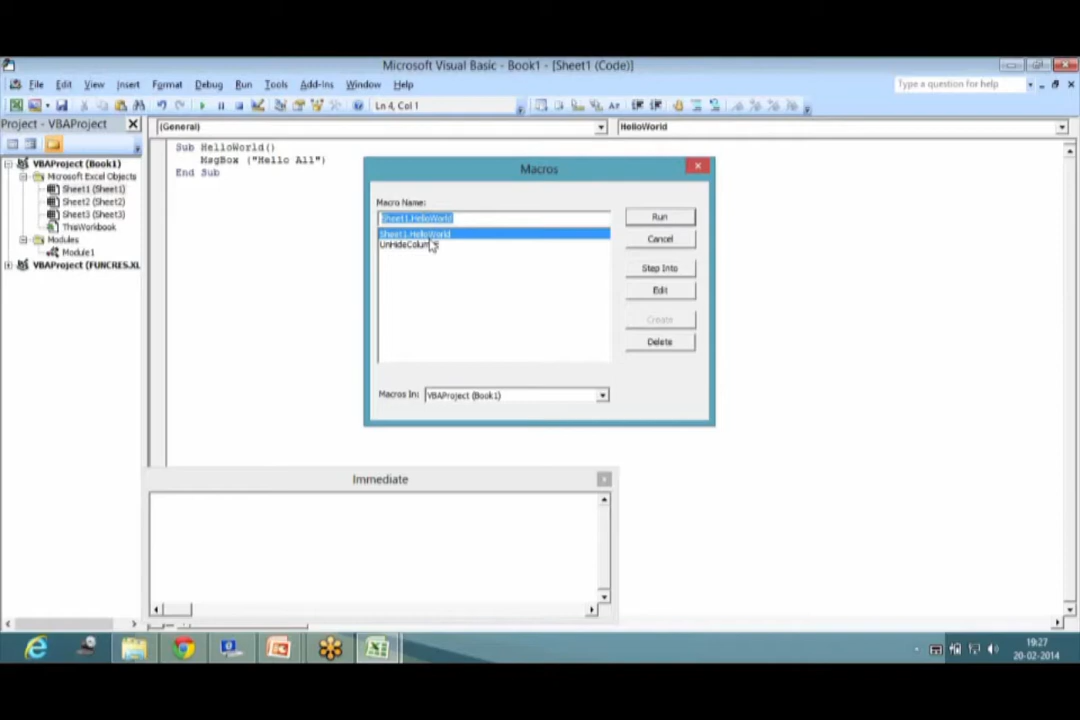 Microsoft Visual Basic - Book1 - [Sheet1 (Code)]
File Edit View Insert Format Debug Run Tools Add-Ins Window Help
Type a question for help
Ln 4, Col 1
Project - VBAProject
(General)
HelloWorld
VBAProject (Book1)
Microsoft Excel Objects
Sheet1 (Sheet1)
Sheet2 (Sheet2)
Sheet3 (Sheet3)
ThisWorkbook
Modules
Module1
VBAProject (FUNCRES.XL
Sub HelloWorld()
MsgBox ("Hello All")
End Sub
Macros
Macro Name:
Sheet1.HelloWorld
Sheet1.HelloWorld
Run
Cancel
Step Into
Edit
Create
Delete
Macros In:
VBAProject (Book1)
Immediate
19:27
20-02-2014